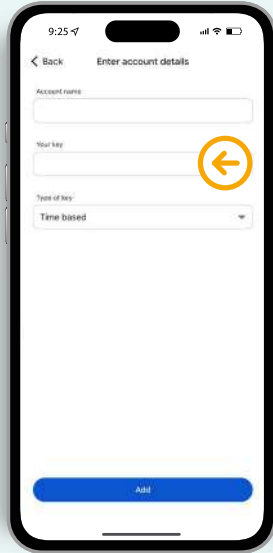 9:25
Back
Enter account details
Account name
Your key
Type of key
Time based
Add